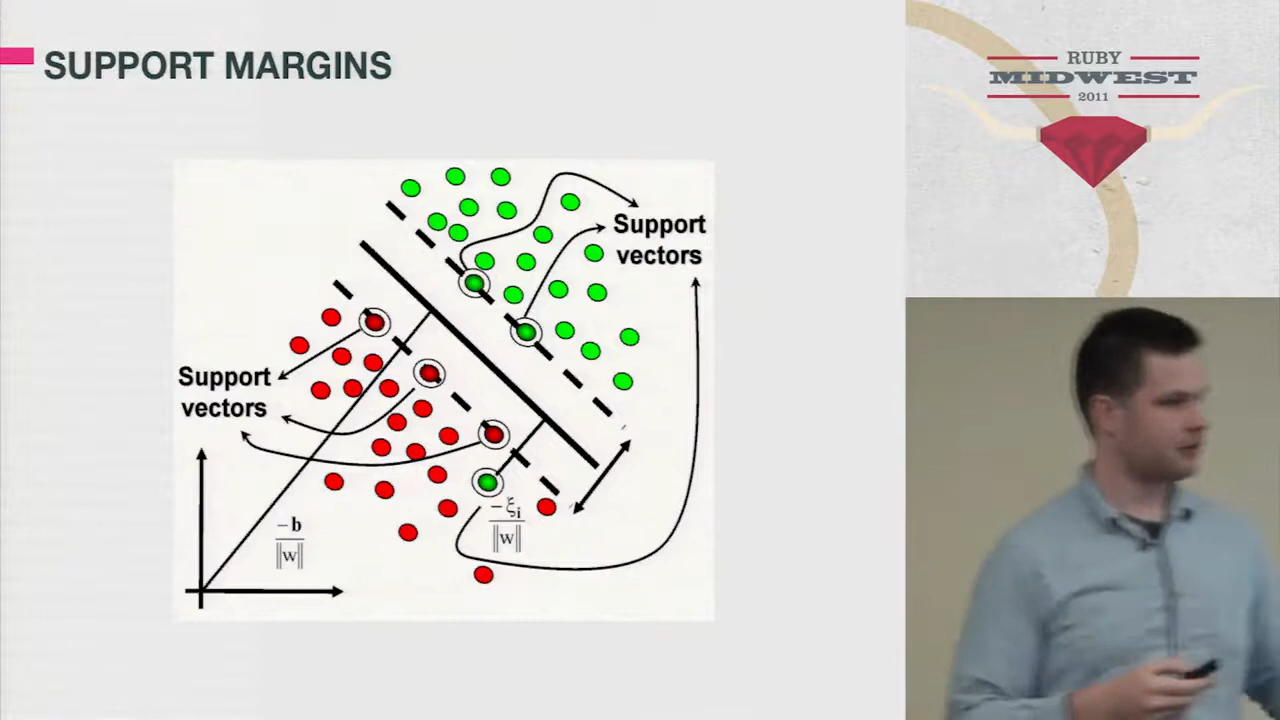 SUPPORT MARGINS
RUBY
MIDWEST
2011
Support
vectors
Support
vectors
−b
‖w‖
−ξi
‖w‖